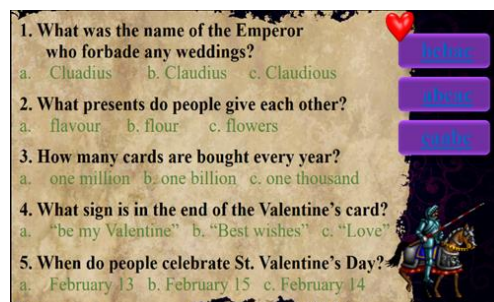 1. What was the name of the Emperor
who forbade any weddings?
a. Cluadius b. Claudius c. Claudious
2. What presents do people give each other?
a. flavour b. flour c. flowers
3. How many cards are bought every year?
a. one million b. one billion c. one thousand
4. What sign is in the end of the Valentine's card?
a. “be my Valentine” b. “Best wishes” c. “Love”
5. When do people celebrate St. Valentine's Day?
a. February 13 b. February 15 c. February 14
bcbac
abcac
caabc